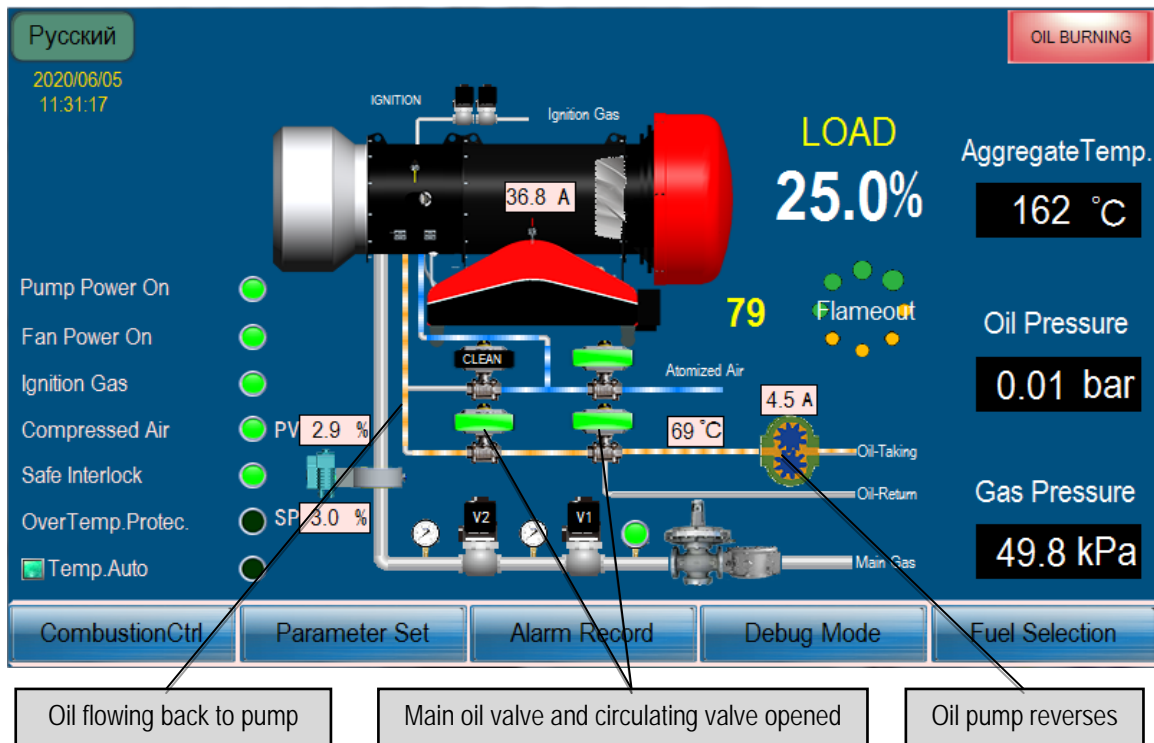 Русский
OIL BURNING
2020/06/05
11:31:17
IGNITION
Ignition Gas
LOAD
25.0%
AggregateTemp.
162 °C
36.8 A
Pump Power On
Fan Power On
Ignition Gas
Compressed Air
Safe Interlock
OverTemp.Protec.
Temp.Auto
79
Flameout
Oil Pressure
0.01 bar
CLEAN
Atomized Air
4.5 A
PV 2.9 %
69 °C
Oil-Taking
Oil-Return
SP 3.0 %
V2
V1
Main Gas
Gas Pressure
49.8 kPa
CombustionCtrl
Parameter Set
Alarm Record
Debug Mode
Fuel Selection
Oil flowing back to pump
Main oil valve and circulating valve opened
Oil pump reverses